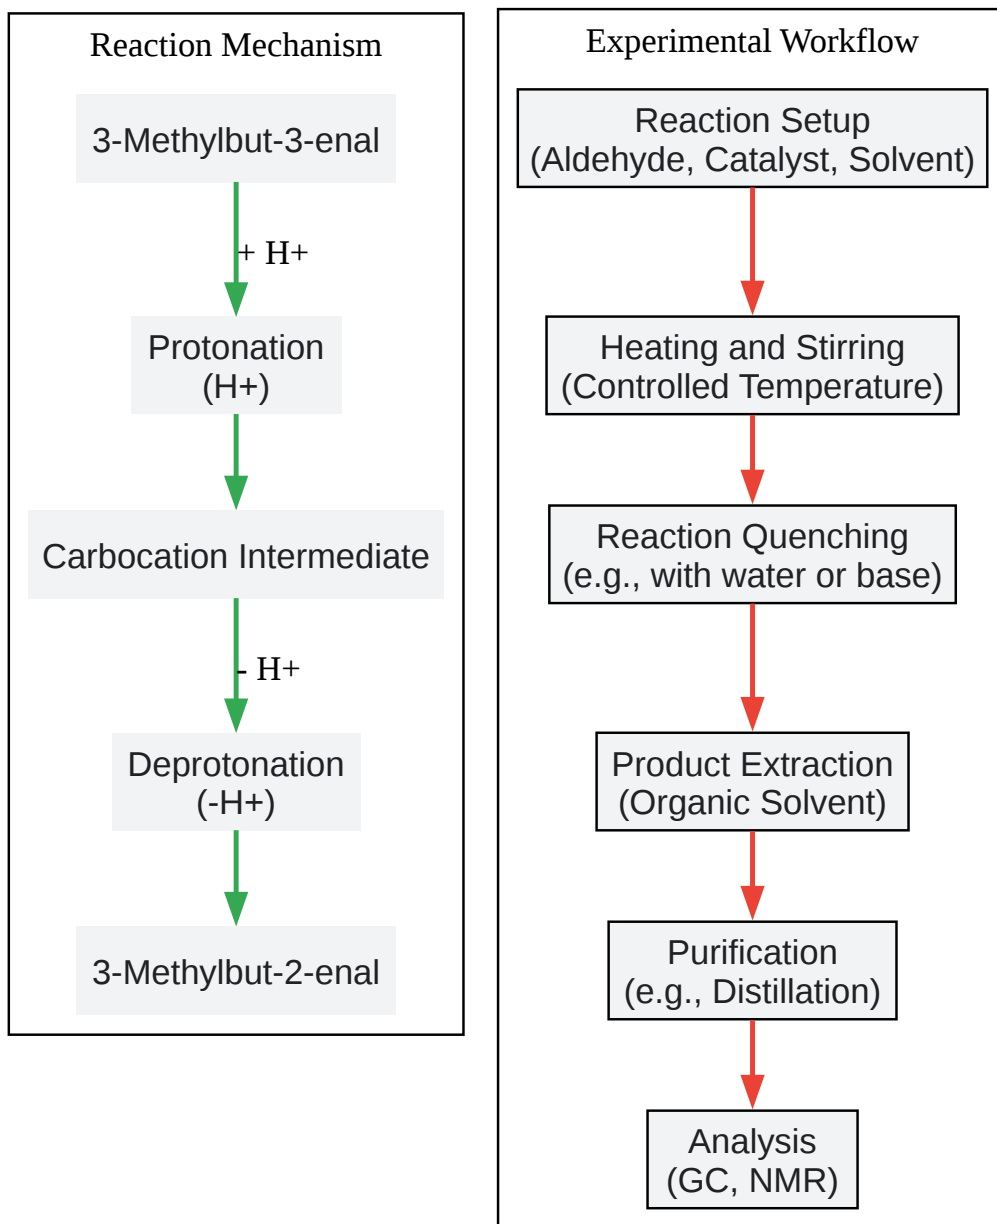 Reaction Mechanism
3-Methylbut-3-enal
+ H+
Protonation
(H+)
Carbocation Intermediate
- H+
Deprotonation
(-H+)
3-Methylbut-2-enal
Experimental Workflow
Reaction Setup
(Aldehyde, Catalyst, Solvent)
Heating and Stirring
(Controlled Temperature)
Reaction Quenching
(e.g., with water or base)
Product Extraction
(Organic Solvent)
Purification
(e.g., Distillation)
Analysis
(GC, NMR)